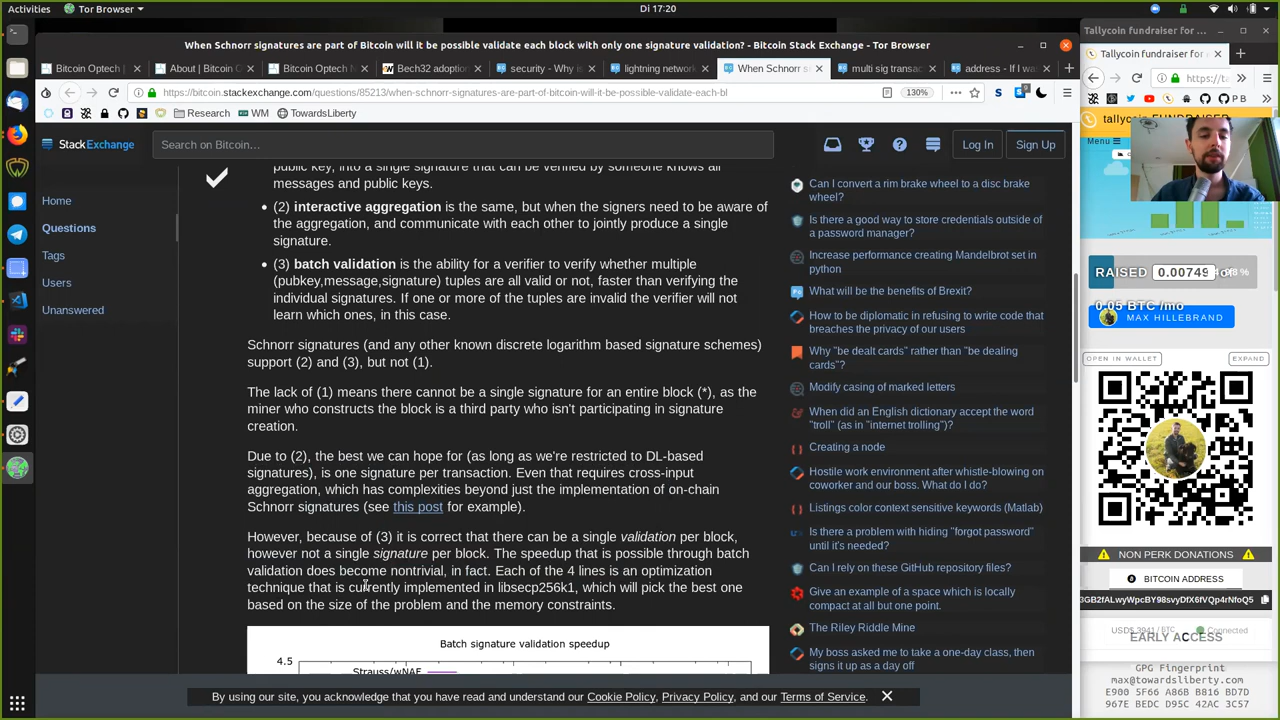 Activities
Tor Browser
Di 17:20
When Schnorr signatures are part of Bitcoin will it be possible validate each block with only one signature validation? - Bitcoin Stack Exchange - Tor Browser
Tallycoin fundraiser for
Bitcoin Optech
About | Bitcoin O
Bitcoin Optech N
Bech32 adoption
security - Why is
lightning network
When Schnorr s
multi sig transac
address - If I wa
Tallycoin fundraiser for
https://bitcoin.stackexchange.com/questions/85213/when-schnorr-signatures-are-part-of-bitcoin-will-it-be-possible-validate-each-bl
130%
https://
Research
WM
TowardsLiberty
P B
tallycoin FUNDRAISER
Menu
StackExchange
Search on Bitcoin…
Log In
Sign Up
Home
Questions
Tags
Users
Unanswered
public key, into a single signature that can be verified by someone knows all
messages and public keys.
(2) interactive aggregation is the same, but when the signers need to be aware of
the aggregation, and communicate with each other to jointly produce a single
signature.
(3) batch validation is the ability for a verifier to verify whether multiple
(pubkey,message,signature) tuples are all valid or not, faster than verifying the
individual signatures. If one or more of the tuples are invalid the verifier will not
learn which ones, in this case.
Schnorr signatures (and any other known discrete logarithm based signature schemes)
support (2) and (3), but not (1).
The lack of (1) means there cannot be a single signature for an entire block (*), as the
miner who constructs the block is a third party who isn't participating in signature
creation.
Due to (2), the best we can hope for (as long as we're restricted to DL-based
signatures), is one signature per transaction. Even that requires cross-input
aggregation, which has complexities beyond just the implementation of on-chain
Schnorr signatures (see this post for example).
However, because of (3) it is correct that there can be a single validation per block,
however not a single signature per block. The speedup that is possible through batch
validation does become nontrivial, in fact. Each of the 4 lines is an optimization
technique that is currently implemented in libsecp256k1, which will pick the best one
based on the size of the problem and the memory constraints.
Batch signature validation speedup
4.5
Strauss/wNAF
Can I convert a rim brake wheel to a disc brake
wheel?
Is there a good way to store credentials outside of
a password manager?
Increase performance creating Mandelbrot set in
python
What will be the benefits of Brexit?
How to be diplomatic in refusing to write code that
breaches the privacy of our users
Why "be dealt cards" rather than "be dealing
cards"?
Modify casing of marked letters
When did an English dictionary accept the word
"troll" (as in "internet trolling")?
Creating a node
Hostile work environment after whistle-blowing on
coworker and our boss. What do I do?
Listings color context sensitive keywords (Matlab)
Is there a problem with hiding "forgot password"
until it's needed?
Can I rely on these GitHub repository files?
Give an example of a space which is locally
compact at all but one point.
The Riley Riddle Mine
My boss asked me to take a one-day class, then
signs it up as a day off
RAISED
0.00749
0.05 BTC /mo
MAX HILLEBRAND
OPEN IN WALLET
EXPAND
NON PERK DONATIONS
BITCOIN ADDRESS
3GB2fALwyWpcBY98svyDfX6fVQp4rNfoQ5
Connected
EARLY ACCESS
GPG Fingerprint
max@towardsliberty.com
E900 5F66 A86B B816 BD7D
967E BEDC D95C 42AC 3C57
By using our site, you acknowledge that you have read and understand our Cookie Policy, Privacy Policy, and our Terms of Service.